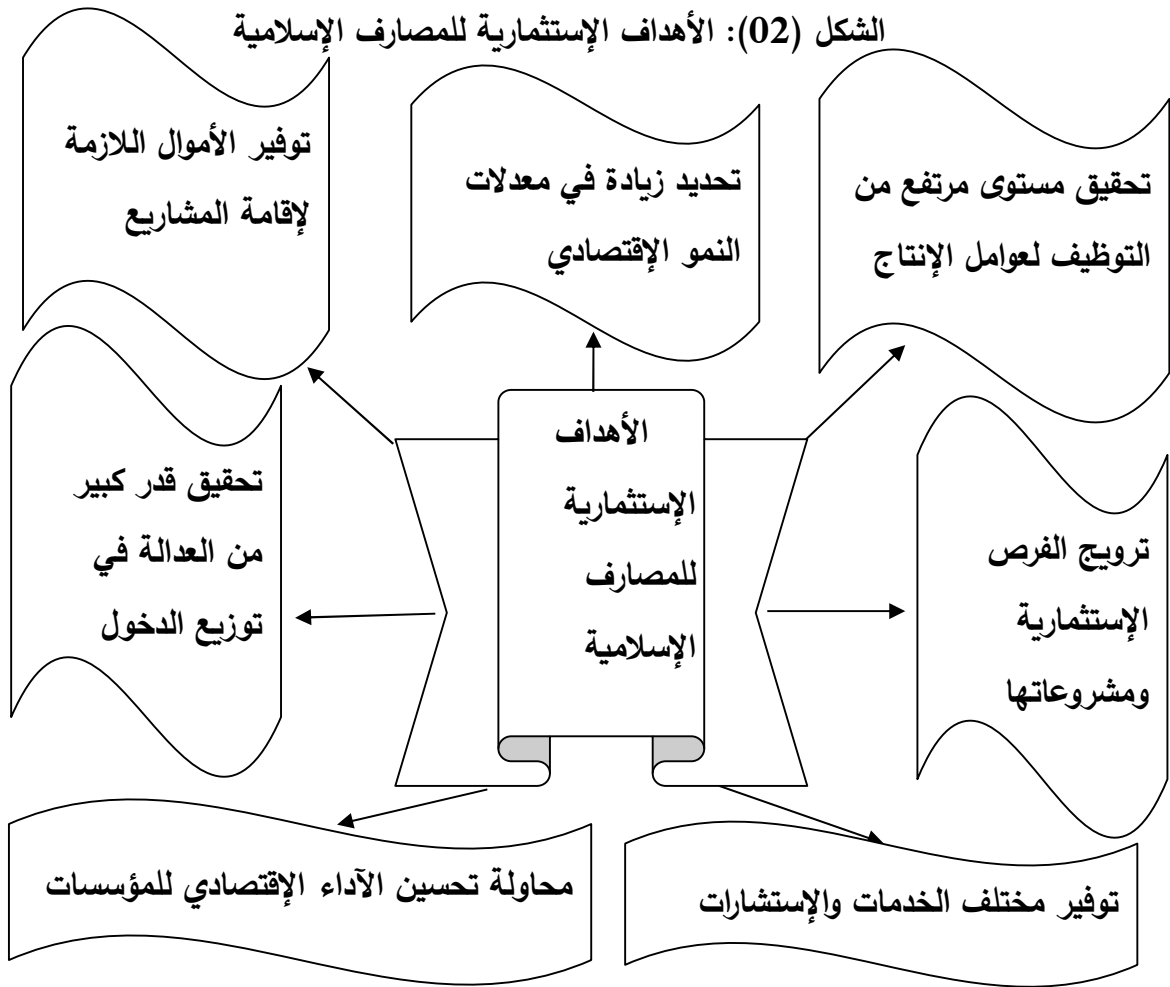 الشكل (02): الأهداف الإستثمارية للمصارف الإسلامية
تحقيق مستوى مرتفع من
التوظيف لعوامل الإنتاج
تحديد زيادة في معدلات
النمو الإقتصادي
توفير الأموال اللازمة
لإقامة المشاريع
الأهداف
الإستثمارية
للمصارف
الإسلامية
ترويج الفرص
الإستثمارية
ومشروعاتها
تحقيق قدر كبير
من العدالة في
توزيع الدخول
توفير مختلف الخدمات والإستشارات
محاولة تحسين الآداء الإقتصادي للمؤسسات